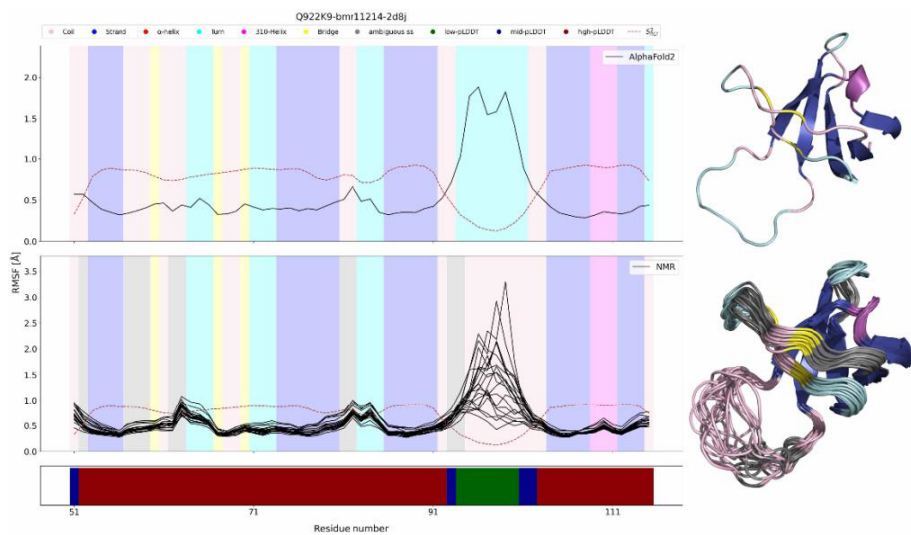 Q922K9-bmr11214-2d8j
Coil Strand α-helix Turn 310-Helix Bridge ambiguous ss low-pLDDT mid-pLDDT high-pLDDT
AlphaFold2
2.0
1.5
1.0
0.5
0.0
RMSF [Å]
NMR
3.5
3.0
2.5
2.0
1.5
1.0
0.5
0.0
51 71 91 111
Residue number